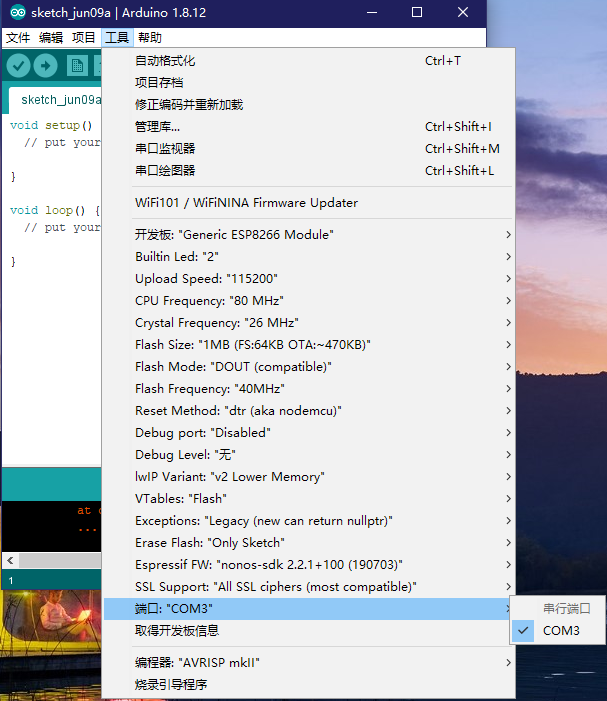 sketch_jun09a | Arduino 1.8.12
文件 编辑 项目 工具 帮助
sketch_jun09a
void setup()
// put your
}
void loop() {
// put your
}
自动格式化 Ctrl+T
项目存档
修正编码并重新加载
管理库... Ctrl+Shift+I
串口监视器 Ctrl+Shift+M
串口绘图器 Ctrl+Shift+L
WiFi101 / WiFiNINA Firmware Updater
开发板: "Generic ESP8266 Module"
Builtin Led: "2"
Upload Speed: "115200"
CPU Frequency: "80 MHz"
Crystal Frequency: "26 MHz"
Flash Size: "1MB (FS:64KB OTA:~470KB)"
Flash Mode: "DOUT (compatible)"
Flash Frequency: "40MHz"
Reset Method: "dtr (aka nodemcu)"
Debug port: "Disabled"
Debug Level: "无"
lwIP Variant: "v2 Lower Memory"
VTables: "Flash"
Exceptions: "Legacy (new can return nullptr)"
Erase Flash: "Only Sketch"
Espressif FW: "nonos-sdk 2.2.1+100 (190703)"
SSL Support: "All SSL ciphers (most compatible)"
端口: "COM3"
取得开发板信息
编程器: "AVRISP mkII"
烧录引导程序
串行端口
COM3
at
...
1